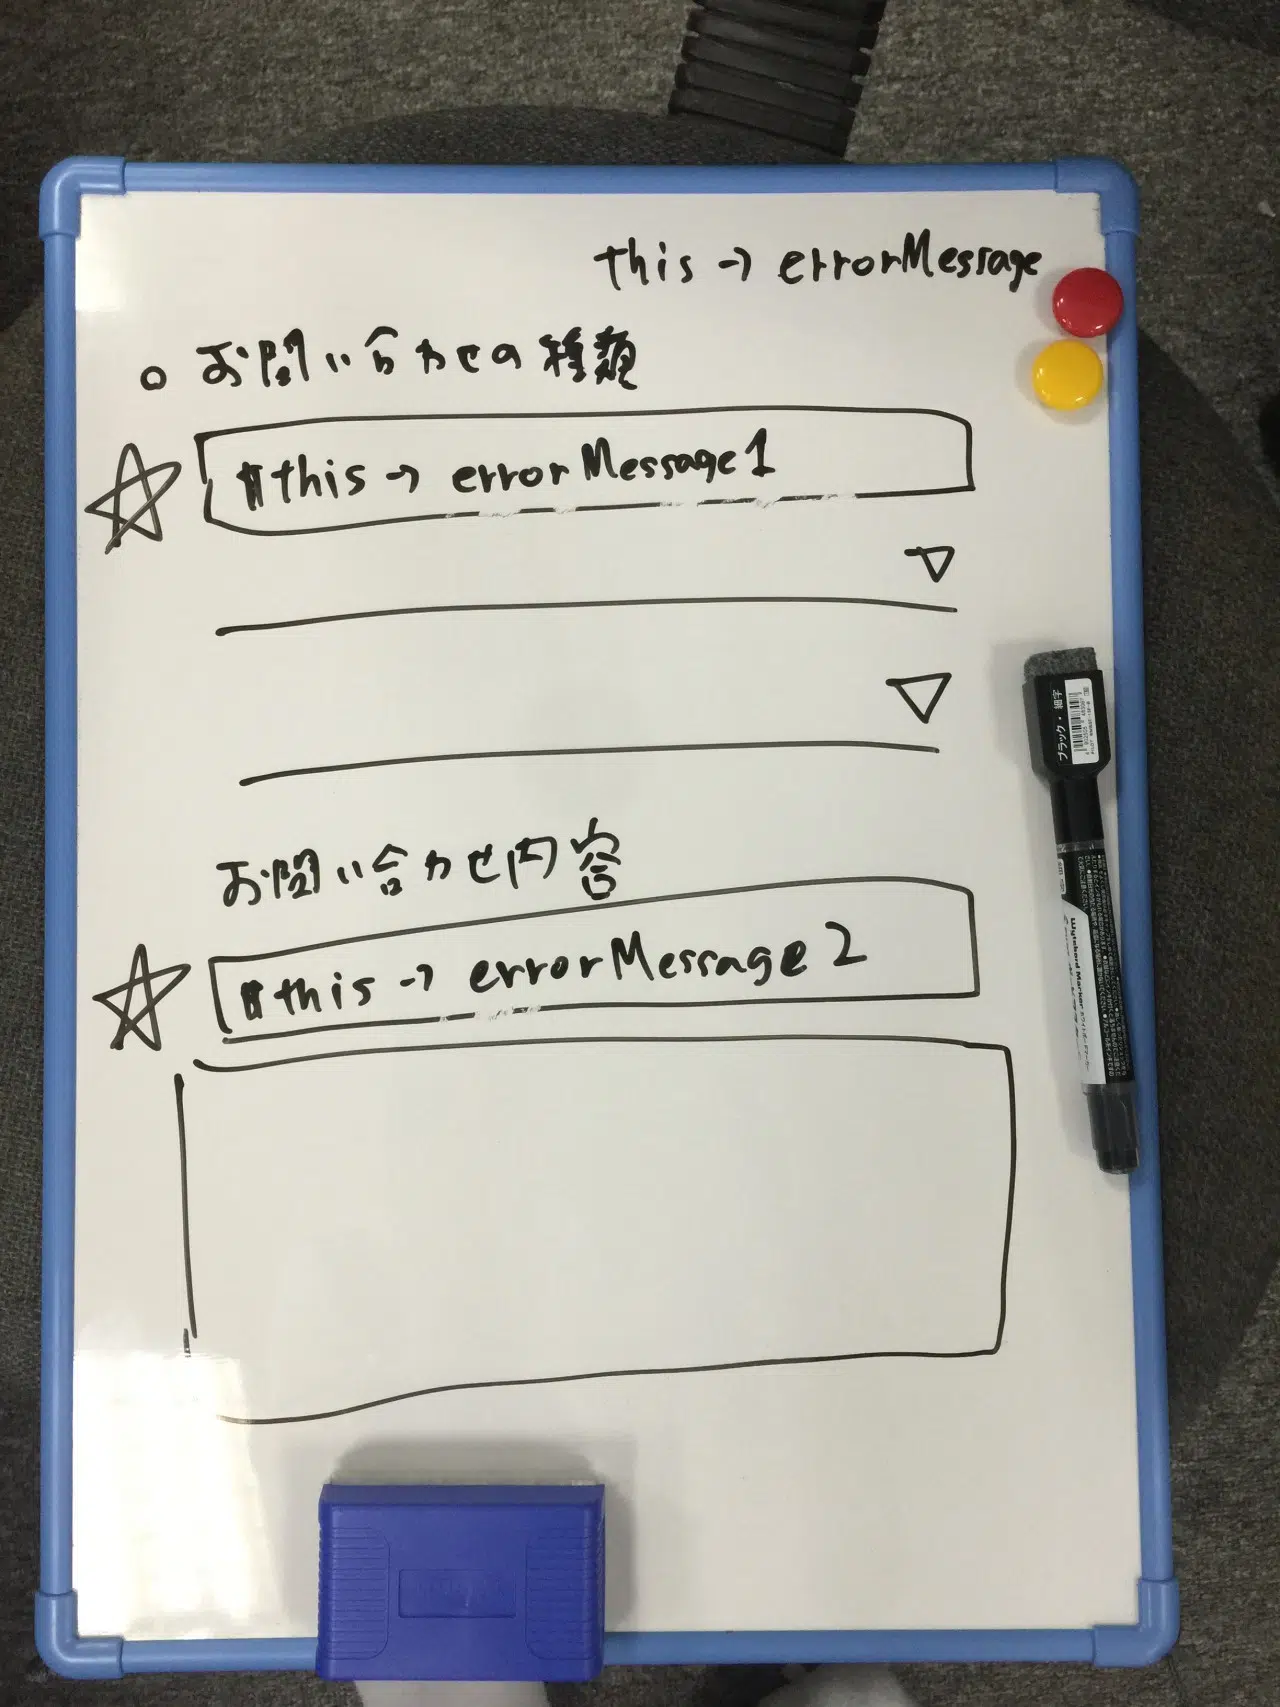 this → errorMessage
○ お問い合わせの種類
☆ #this → errorMessage1
▽
▽
お問い合わせ内容
☆ #this → errorMessage2
ブラック・細字
Whiteboard Marker ホワイトボードマーカー